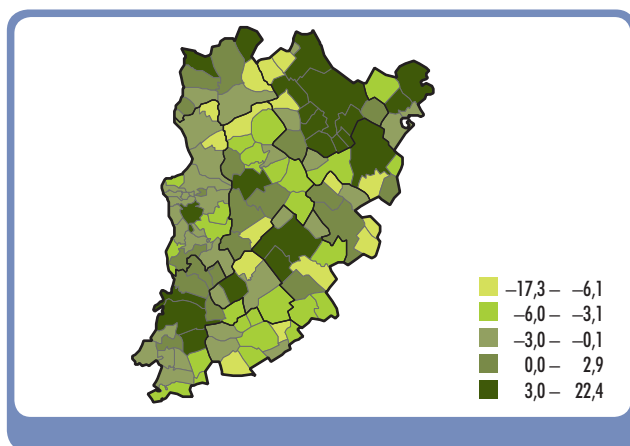 –17,3 – –6,1
–6,0 – –3,1
–3,0 – –0,1
0,0 – 2,9
3,0 – 22,4